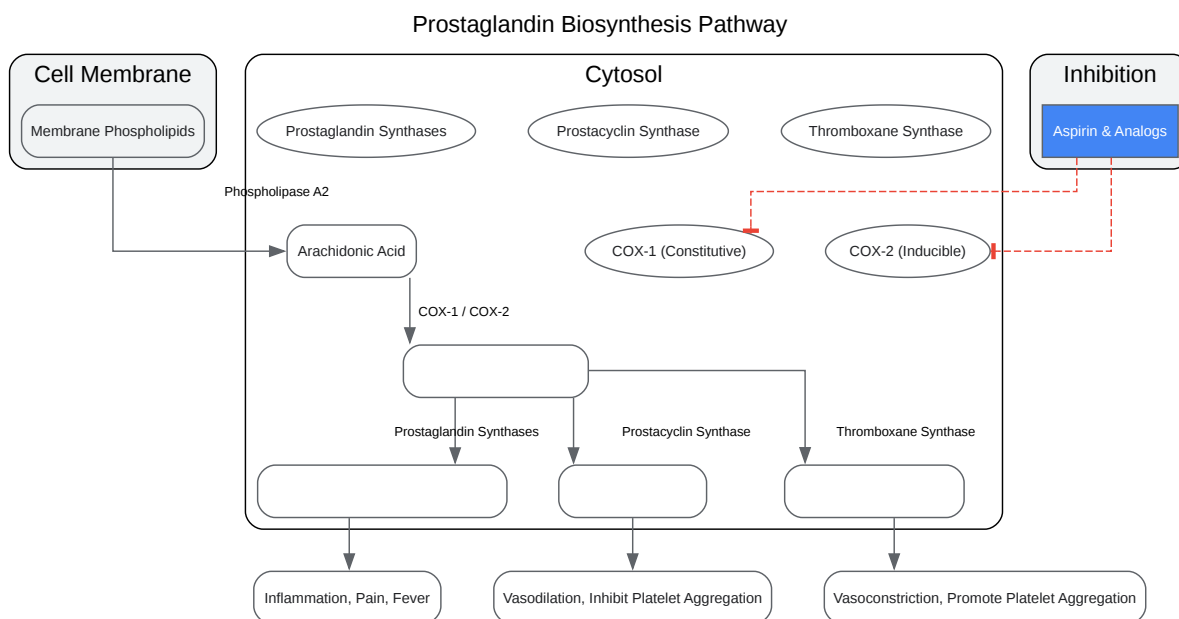 Prostaglandin Biosynthesis Pathway
Cell Membrane
Cytosol
Inhibition
Membrane Phospholipids
Prostaglandin Synthases
Prostacyclin Synthase
Thromboxane Synthase
Aspirin & Analogs
Phospholipase A2
Arachidonic Acid
COX-1 (Constitutive)
COX-2 (Inducible)
COX-1 / COX-2
Prostaglandin Synthases
Prostacyclin Synthase
Thromboxane Synthase
Inflammation, Pain, Fever
Vasodilation, Inhibit Platelet Aggregation
Vasoconstriction, Promote Platelet Aggregation